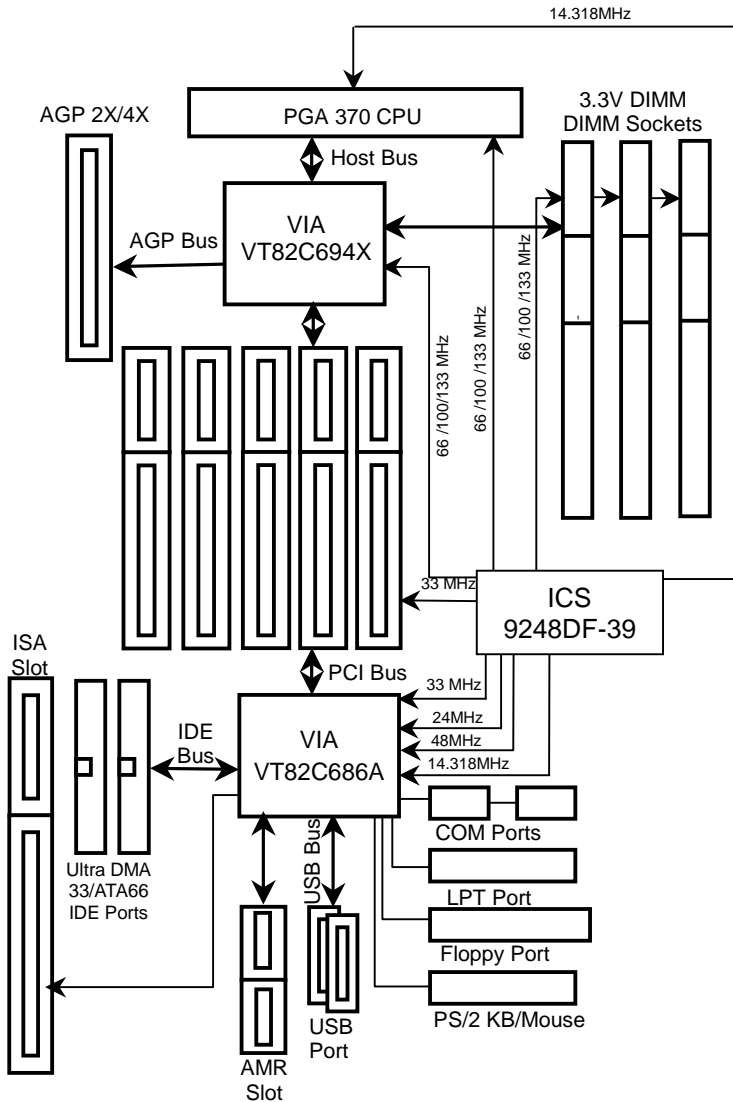 14.318MHz
AGP 2X/4X
PGA 370 CPU
3.3V DIMM
DIMM Sockets
Host Bus
VIA
VT82C694X
AGP Bus
66 /100/133 MHz
66 /100 /133 MHz
66 /100 /133 MHz
33 MHz
ICS
9248DF-39
ISA
Slot
PCI Bus
33 MHz
24MHz
48MHz
14.318MHz
IDE
Bus
VIA
VT82C686A
COM Ports
Ultra DMA
33/ATA66
IDE Ports
USB Bus
LPT Port
Floppy Port
PS/2 KB/Mouse
USB
Port
AMR
Slot